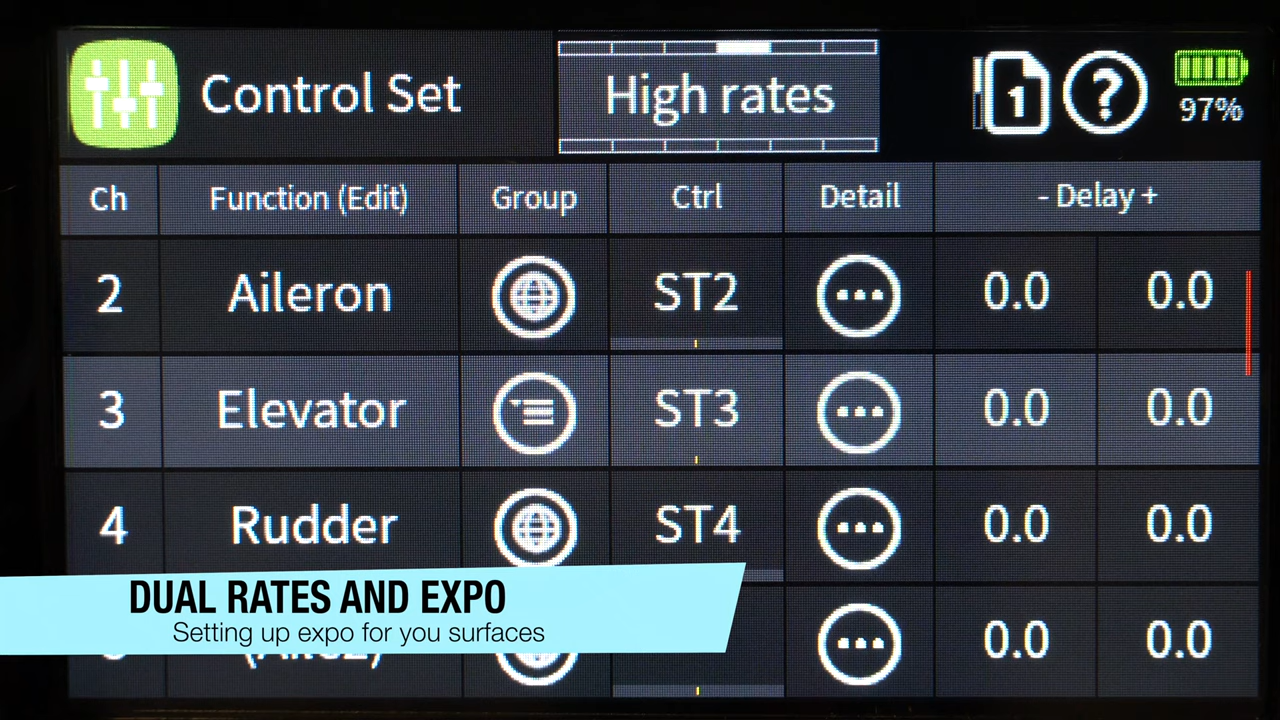 Control Set High rates 1 ? 97%
Ch Function (Edit) Group Ctrl Detail - Delay +
2 Aileron ST2 0.0 0.0
3 Elevator ST3 0.0 0.0
4 Rudder ST4 0.0 0.0
0.0 0.0
DUAL RATES AND EXPO
Setting up expo for you surfaces